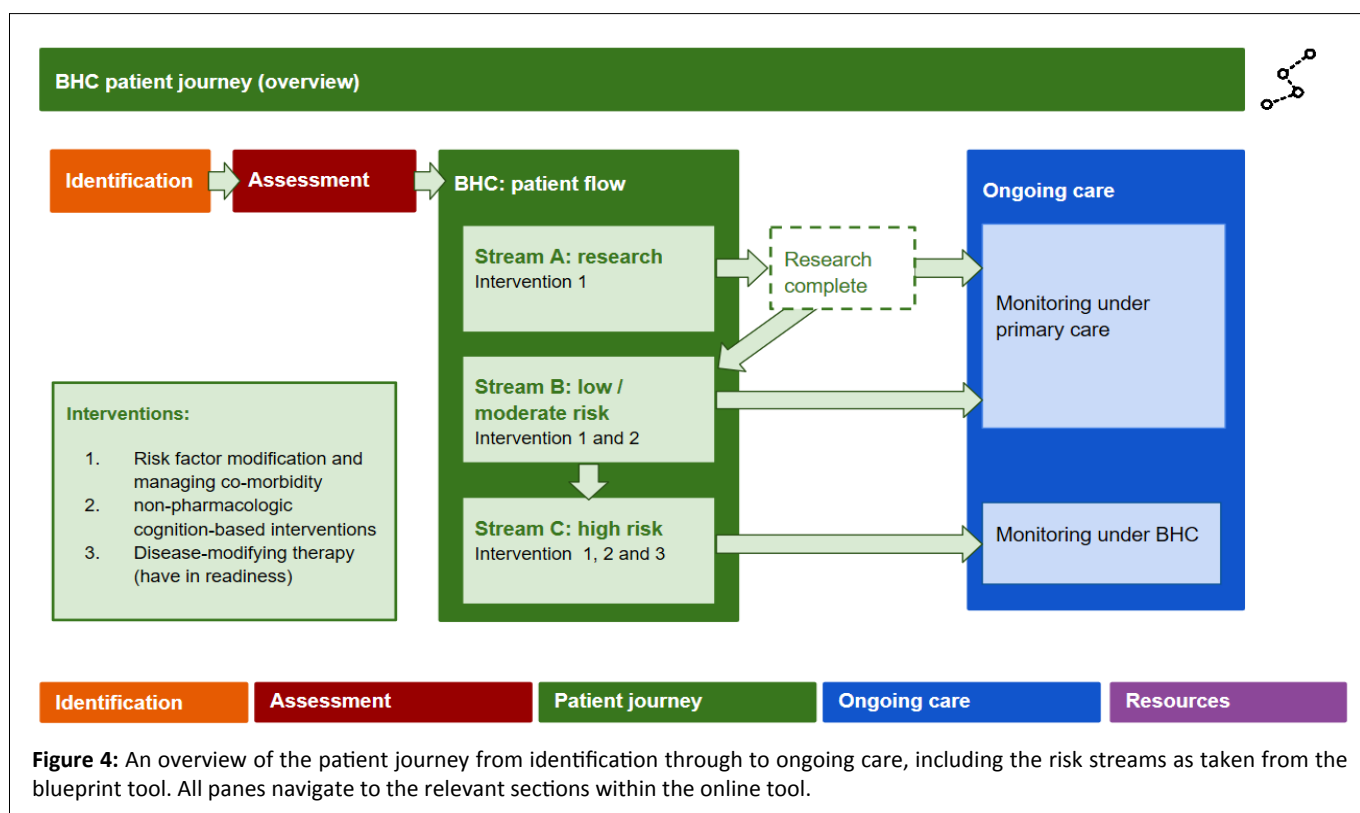 BHC patient journey (overview)
Identification
Assessment
BHC: patient flow
Stream A: research
Intervention 1
Research
complete
Stream B: low /
moderate risk
Intervention 1 and 2
Stream C: high risk
Intervention 1, 2 and 3
Ongoing care
Monitoring under
primary care
Monitoring under BHC
Interventions:
1. Risk factor modification and
managing co-morbidity
2. non-pharmacologic
cognition-based interventions
3. Disease-modifying therapy
(have in readiness)
Identification
Assessment
Patient journey
Ongoing care
Resources
Figure 4: An overview of the patient journey from identification through to ongoing care, including the risk streams as taken from the
blueprint tool. All panes navigate to the relevant sections within the online tool.